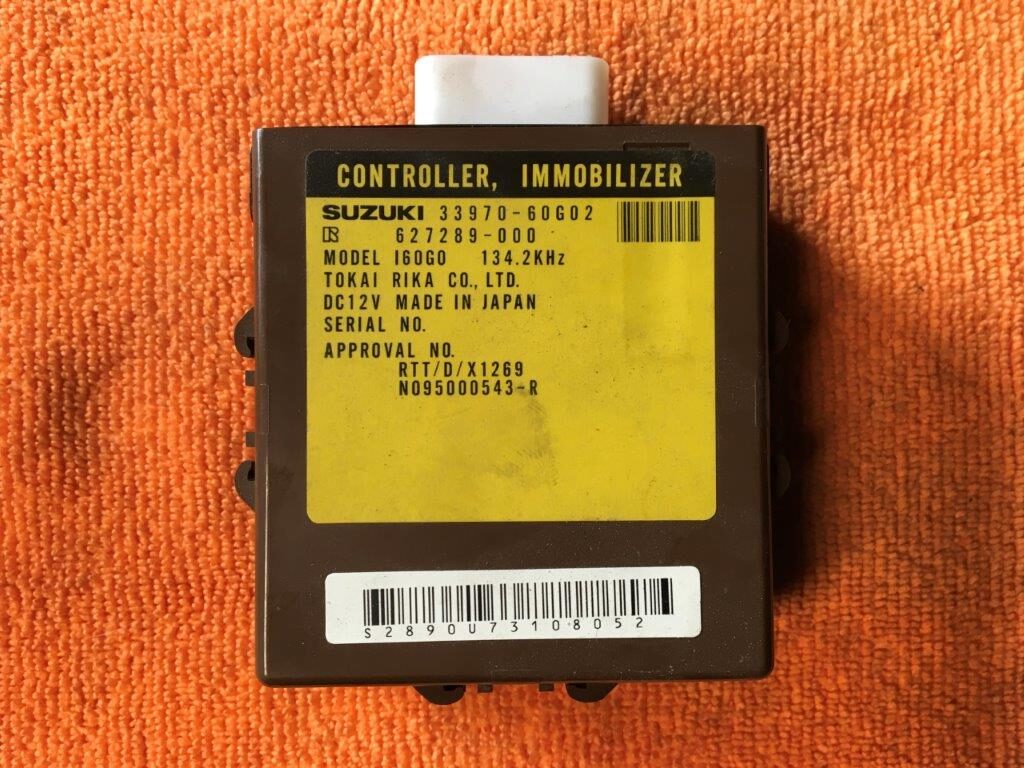 CONTROLLER, IMMOBILIZER
SUZUKI 33970-60G02
627289-000
MODEL I60G0 134.2KHz
TOKAI RIKA CO., LTD.
DC12V MADE IN JAPAN
SERIAL NO.
APPROVAL NO.
RTT/D/X1269
N095000543-R
S2890U73108052